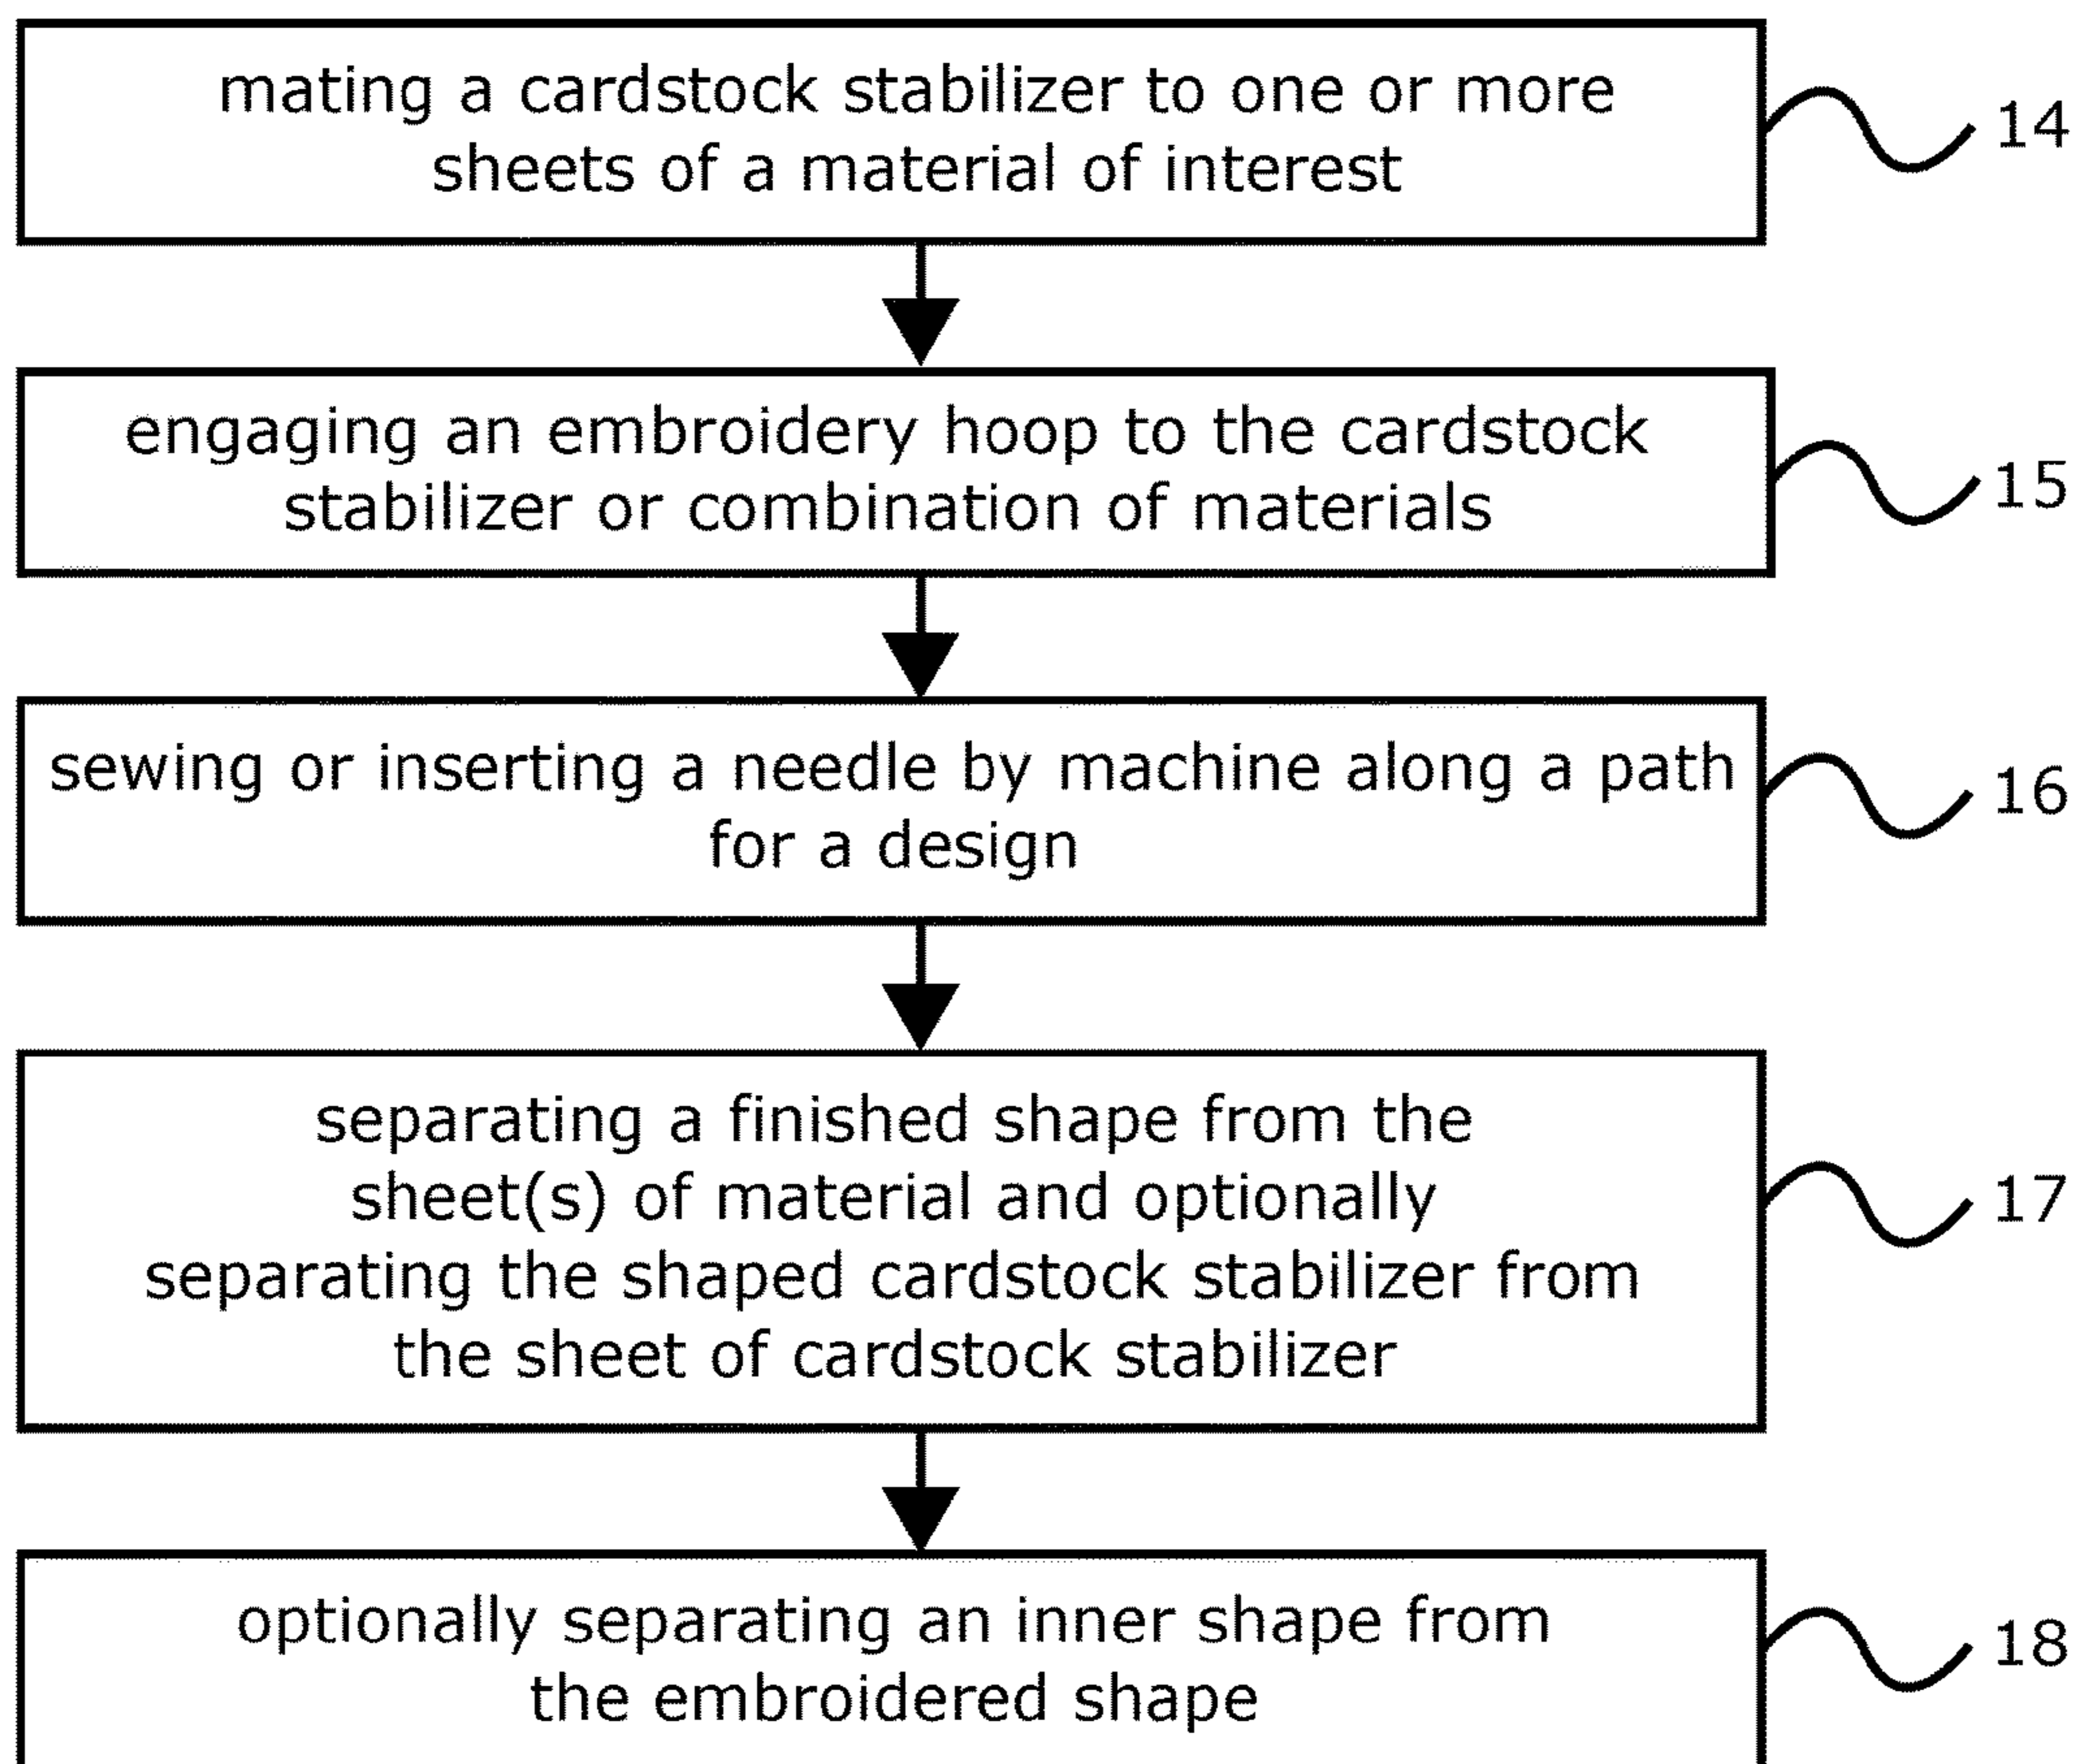 mating a cardstock stabilizer to one or more
sheets of a material of interest
14
engaging an embroidery hoop to the cardstock
stabilizer or combination of materials
15
sewing or inserting a needle by machine along a path
for a design
16
separating a finished shape from the
sheet(s) of material and optionally
separating the shaped cardstock stabilizer from
the sheet of cardstock stabilizer
17
optionally separating an inner shape from
the embroidered shape
18